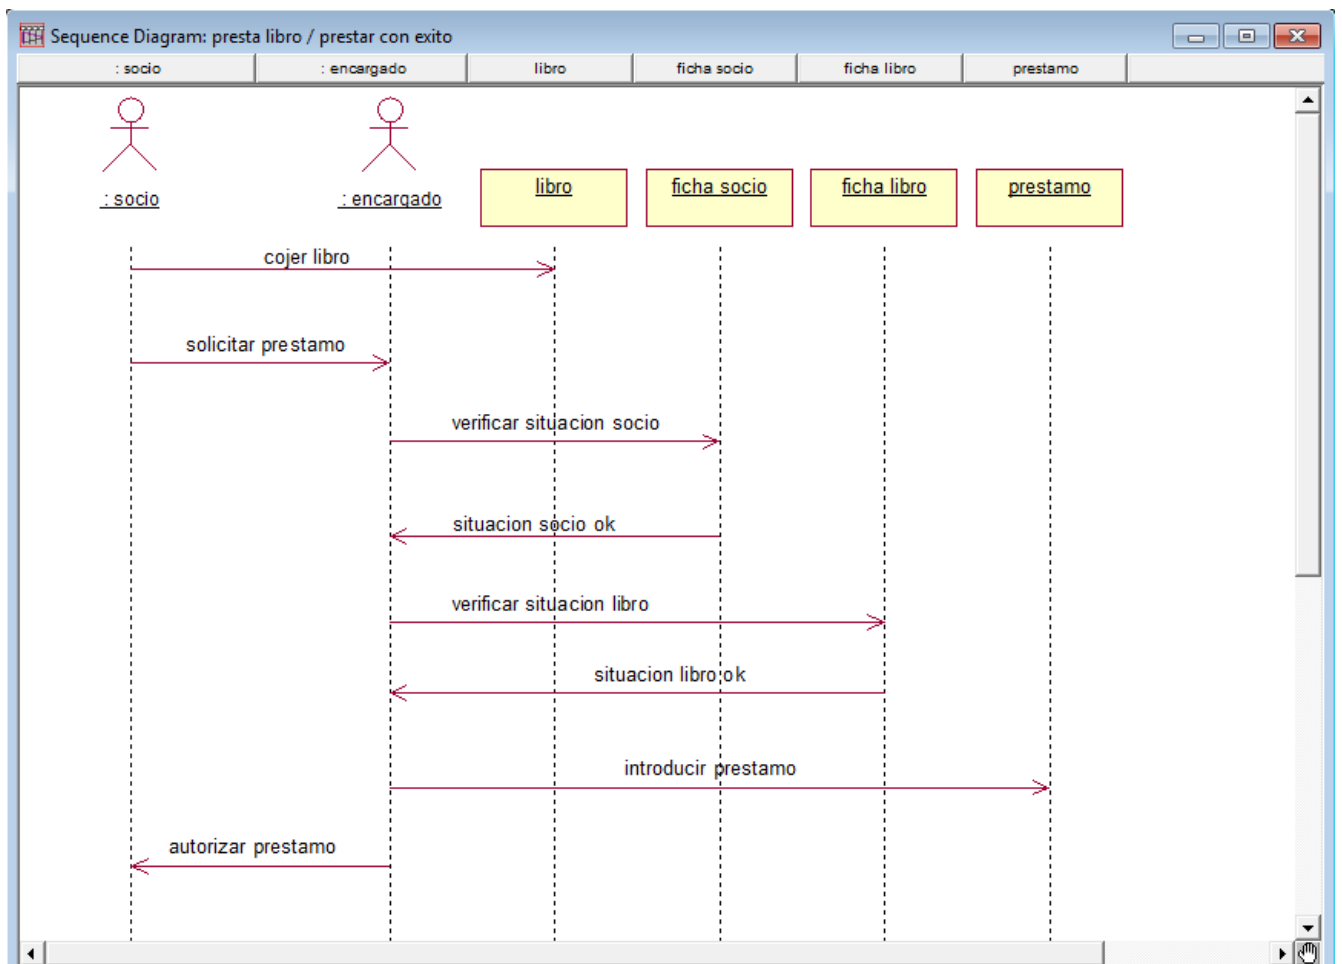 Sequence Diagram: presta libro / prestar con exito
: socio : encargado libro ficha socio ficha libro prestamo
: socio : encargado libro ficha socio ficha libro prestamo
cojer libro
solicitar prestamo
verificar situacion socio
situacion socio ok
verificar situacion libro
situacion libro ok
introducir prestamo
autorizar prestamo